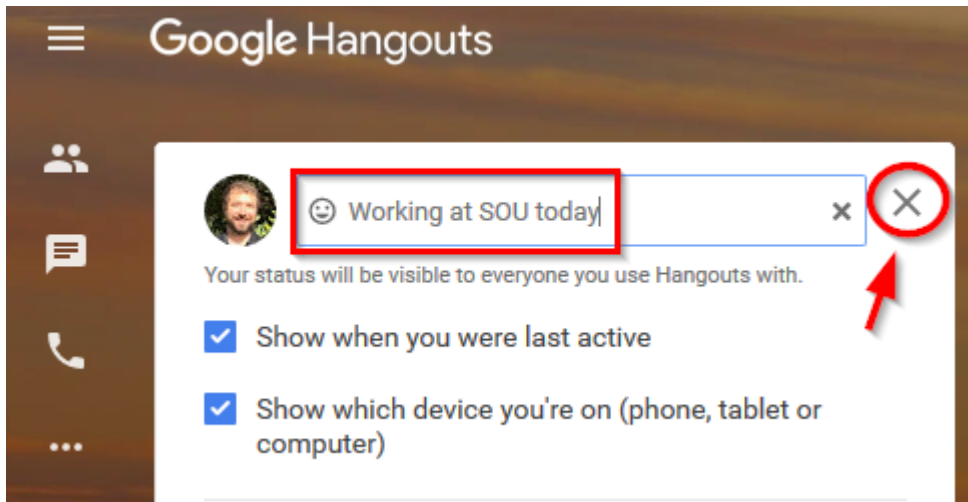 Google Hangouts
Working at SOU today
Your status will be visible to everyone you use Hangouts with.
Show when you were last active
Show which device you're on (phone, tablet or
computer)